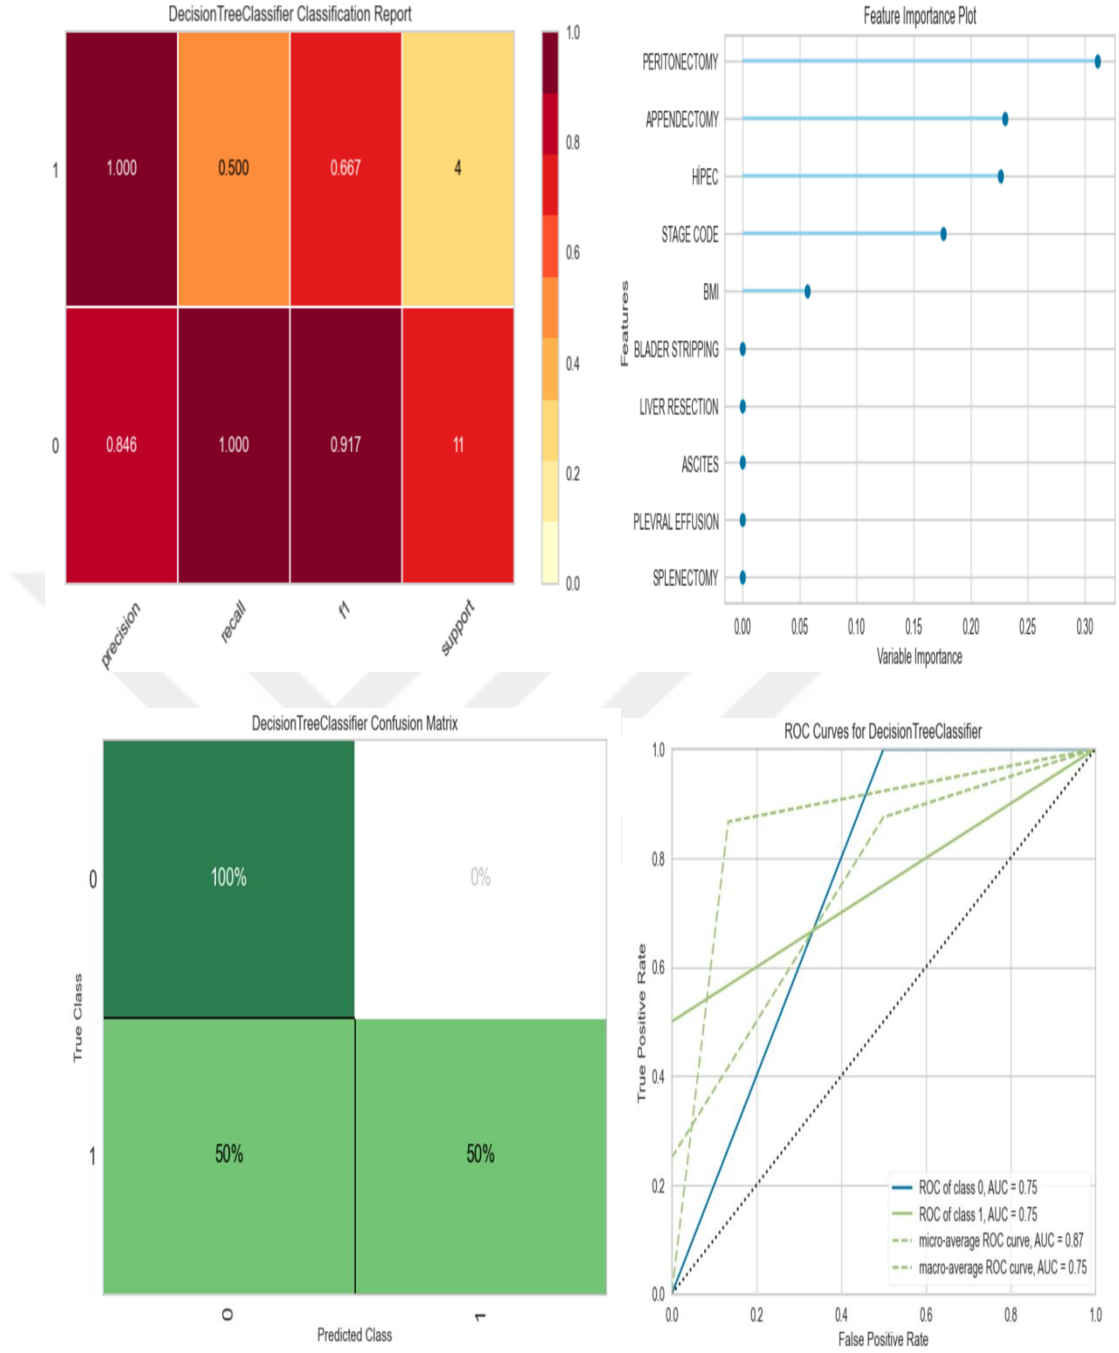 DecisionTreeClassifier Classification Report
1.0
1
1.000
0.500
0.667
4
0.8
0.6
0.4
0
0.846
1.000
0.917
11
0.2
0.0
precision
recall
f1
support
Feature Importance Plot
Features
PERITONECTOMY
APPENDECTOMY
HİPEC
STAGE CODE
BMI
BLADER STRIPPING
LIVER RESECTION
ASCITES
PLEVRAL EFFUSION
SPLENECTOMY
0.00 0.05 0.10 0.15 0.20 0.25 0.30
Variable Importance
DecisionTreeClassifier Confusion Matrix
True Class
0
100%
0%
1
50%
50%
0
1
Predicted Class
ROC Curves for DecisionTreeClassifier
True Positive Rate
1.0
0.8
0.6
0.4
0.2
0.0
ROC of class 0, AUC = 0.75
ROC of class 1, AUC = 0.75
micro-average ROC curve, AUC = 0.87
macro-average ROC curve, AUC = 0.75
0.0 0.2 0.4 0.6 0.8 1.0
False Positive Rate